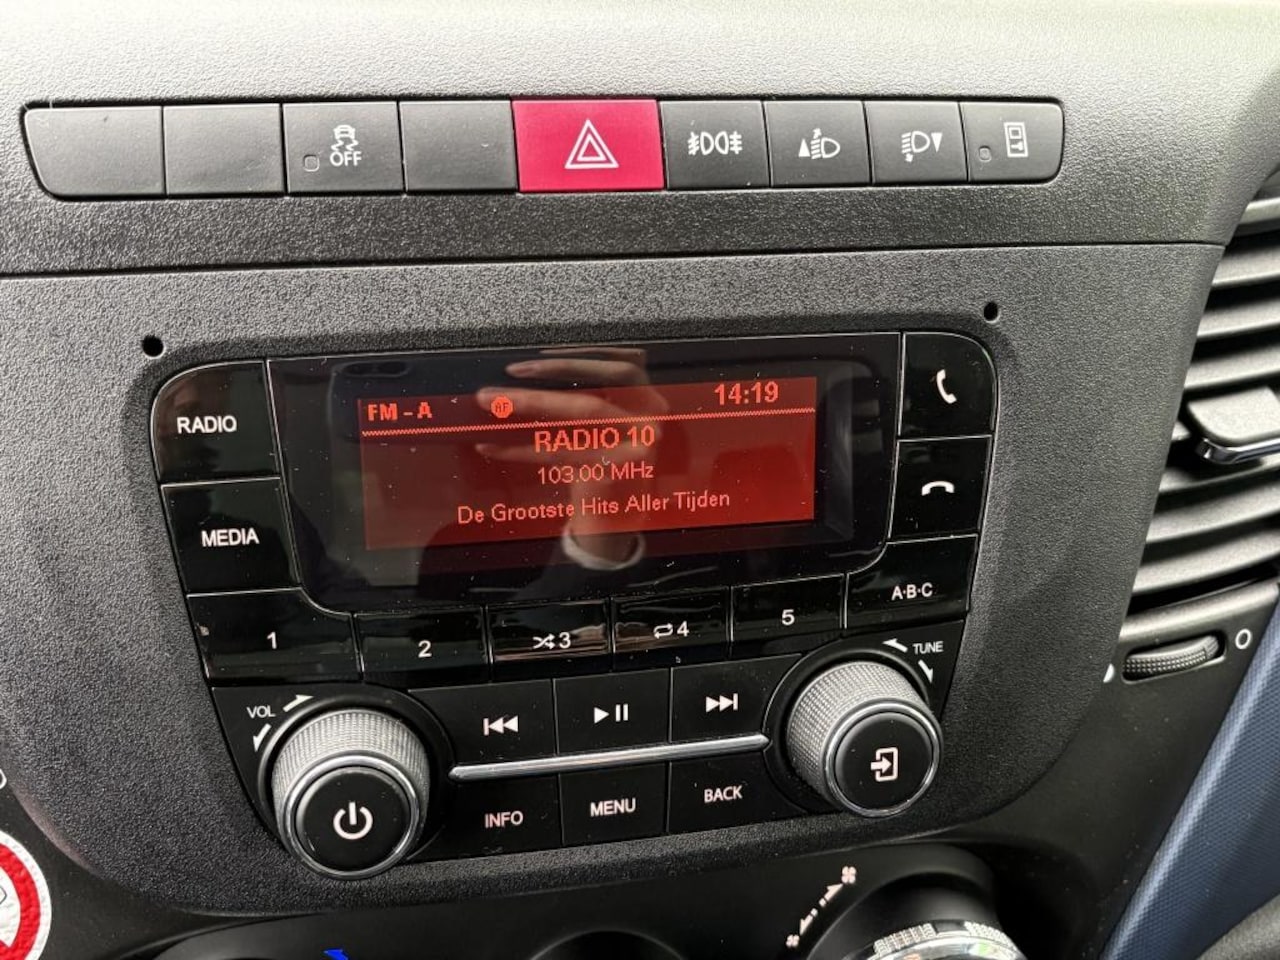 OFF
FM - A AF 14:19
RADIO 10
103.00 MHz
De Grootste Hits Aller Tijden
RADIO
MEDIA
1
2
3
4
5
A·B·C
VOL
TUNE
INFO
MENU
BACK